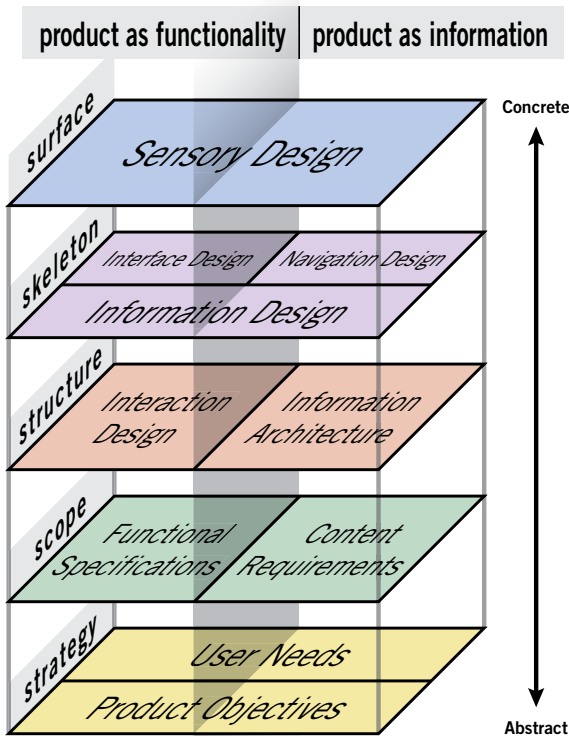 product as functionality
product as information
Concrete
surface
Sensory Design
skeleton
Interface Design
Navigation Design
Information Design
structure
Interaction
Design
Information
Architecture
scope
Functional
Specifications
Content
Requirements
strategy
User Needs
Product Objectives
Abstract